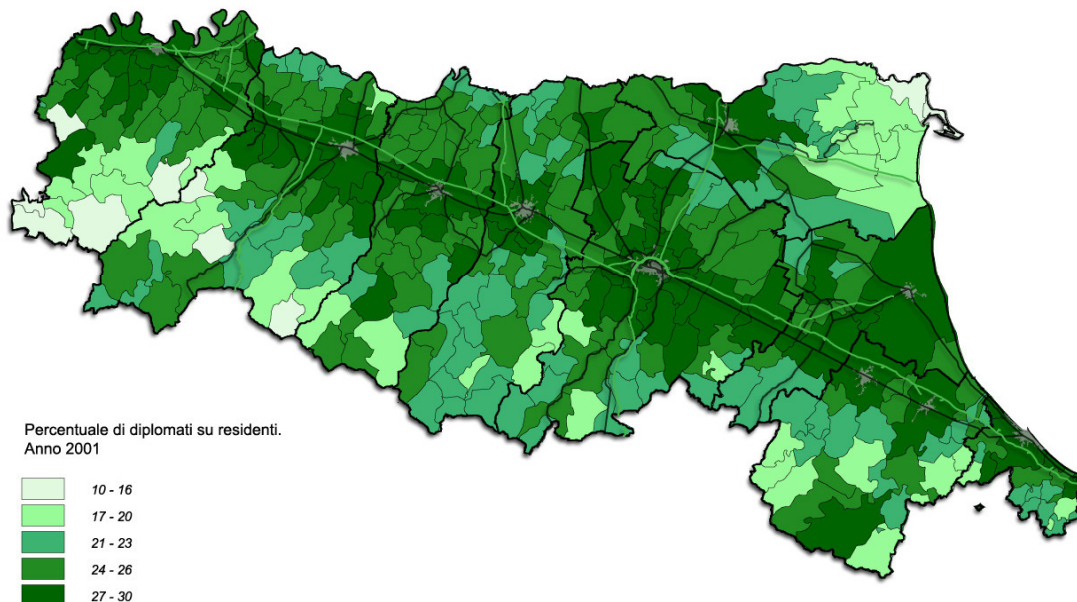 Percentuale di diplomati su residenti.
Anno 2001
10 - 16
17 - 20
21 - 23
24 - 26
27 - 30